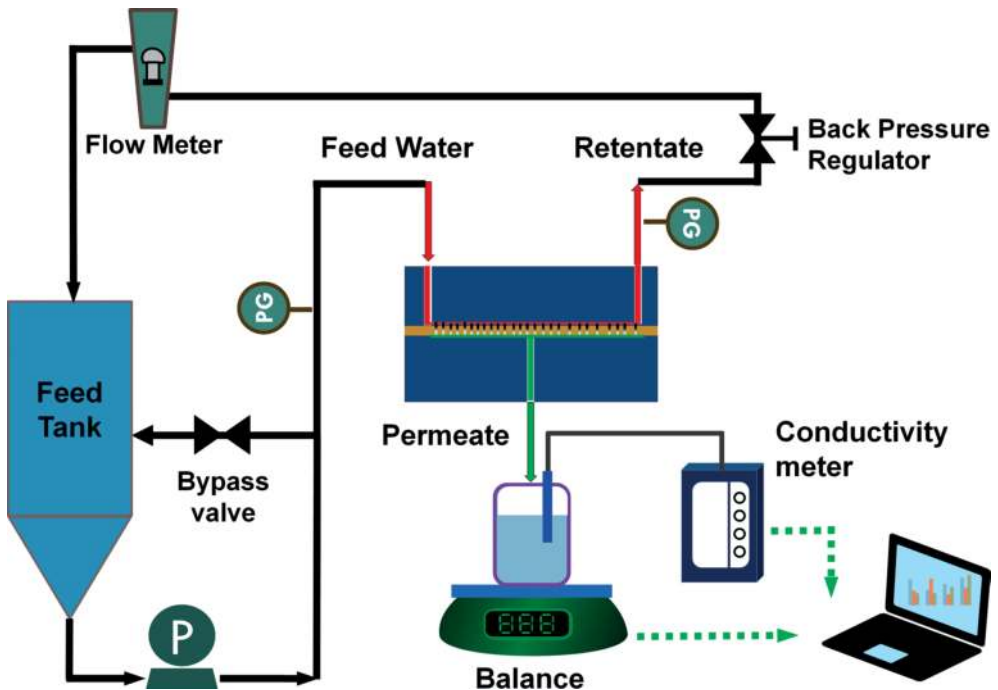 Flow Meter
Feed Water
Retentate
Back Pressure
Regulator
PG
PG
Feed
Tank
Bypass
valve
Permeate
Conductivity
meter
P
888
Balance